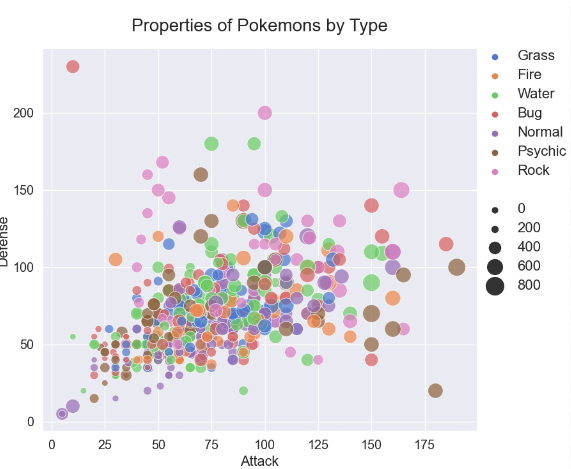 Properties of Pokemons by Type
Grass
Fire
Water
Bug
Normal
Psychic
Rock
0
200
400
600
800
200
150
100
50
0
Defense
0 25 50 75 100 125 150 175
Attack